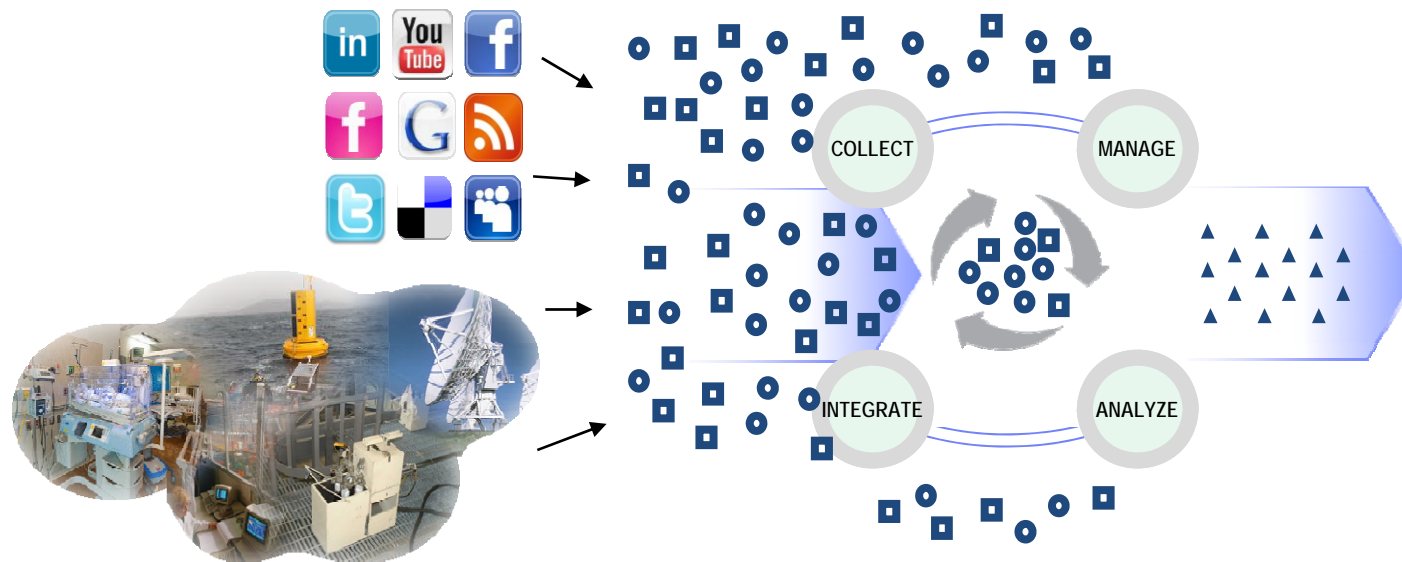 in
You
Tube
f
f
G
t
COLLECT
MANAGE
INTEGRATE
ANALYZE